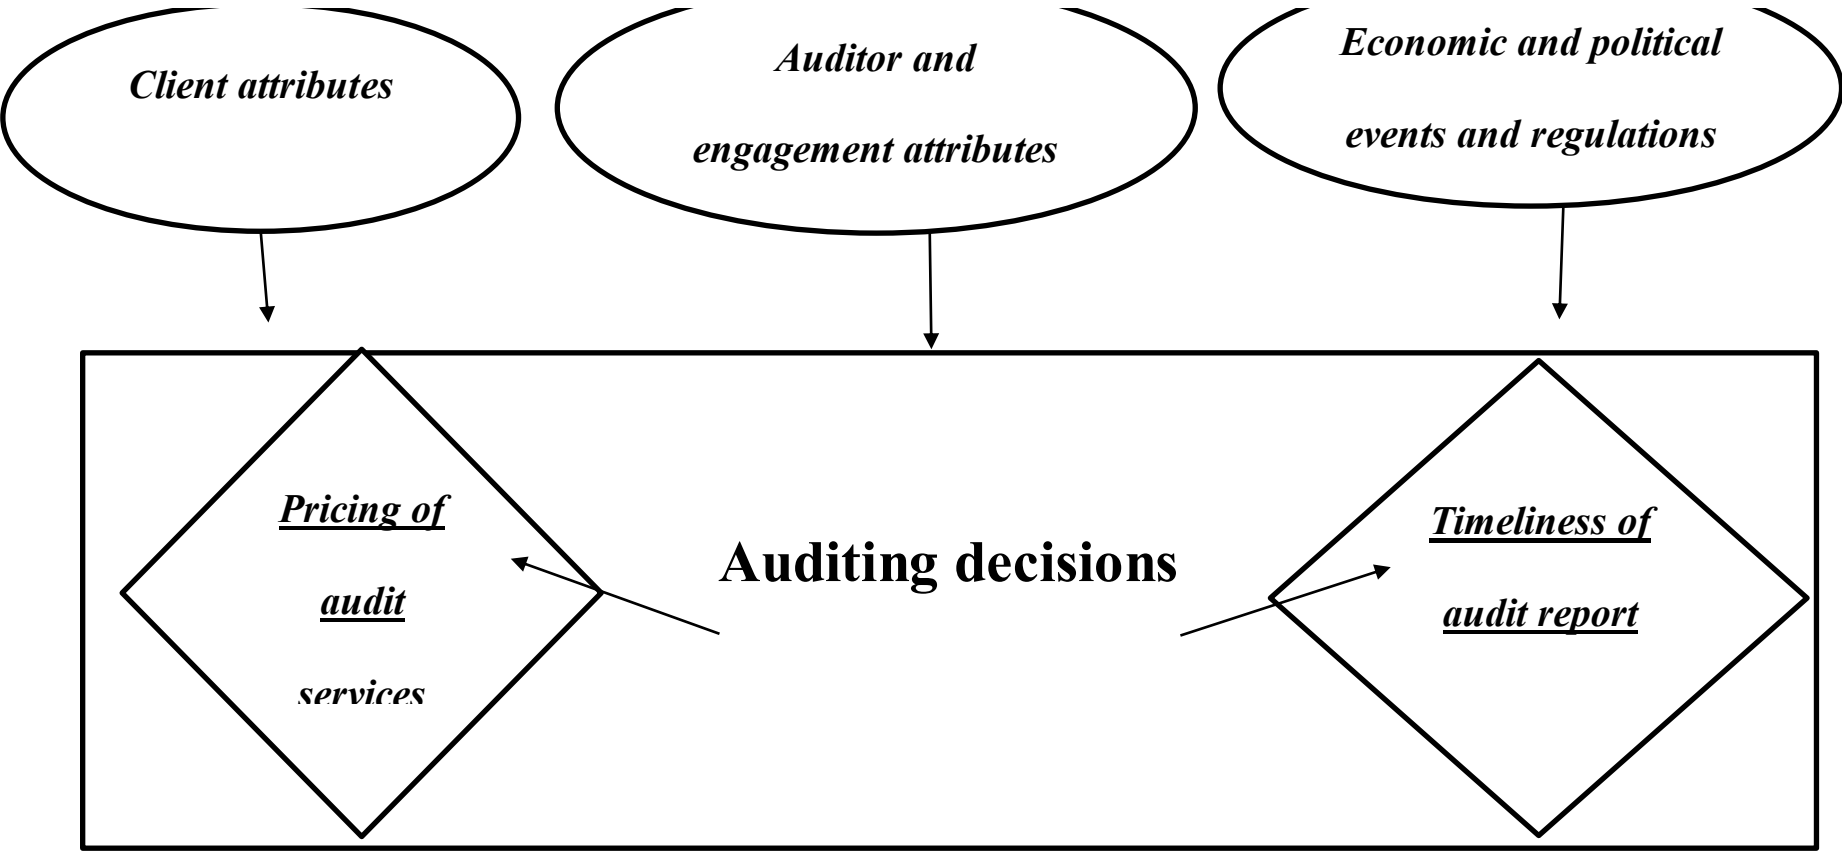 Client attributes
Auditor and
engagement attributes
Economic and political
events and regulations
Pricing of
audit
services
Auditing decisions
Timeliness of
audit report